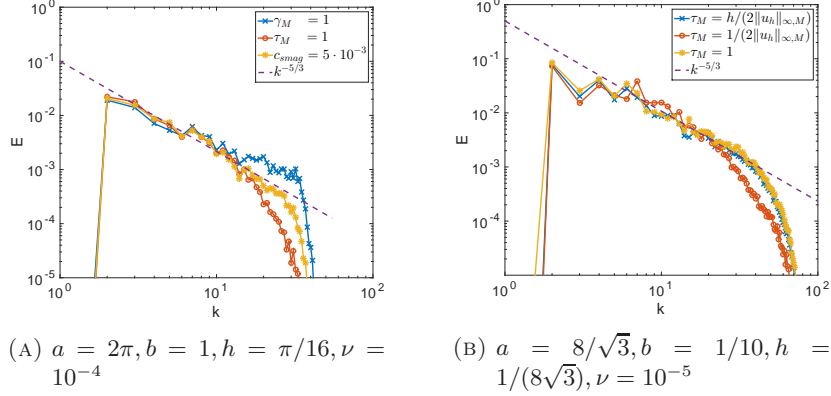 10^0
γ_M = 1
τ_M = 1
c_smag = 5 · 10^-3
k^-5/3
10^-1
10^-2
E
10^-3
10^-4
10^-5
10^0 10^1 10^2
k
(A) a = 2π, b = 1, h = π/16, ν =
10^-4
10^0
τ_M = h/(2‖u_h‖_∞,M)
τ_M = 1/(2‖u_h‖_∞,M)
τ_M = 1
k^-5/3
10^-1
E
10^-2
10^-3
10^-4
10^0 10^1 10^2
k
(B) a = 8/√3, b = 1/10, h =
1/(8√3), ν = 10^-5